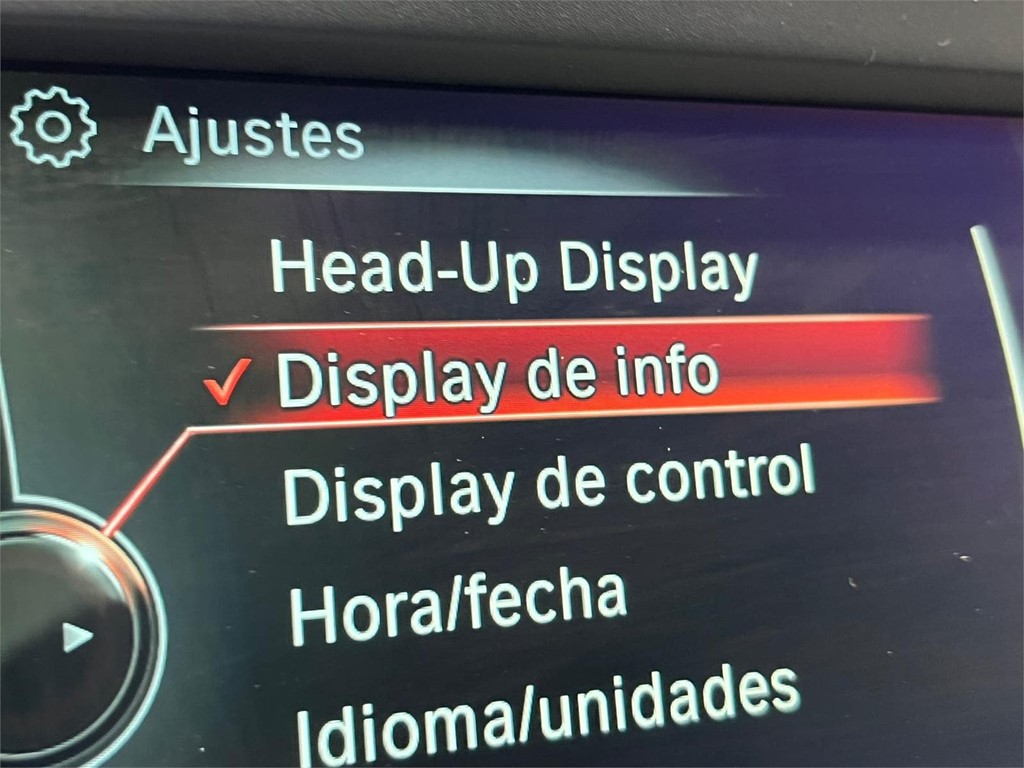 Ajustes
Head-Up Display
Display de info
Display de control
Hora/fecha
Idioma/unidades